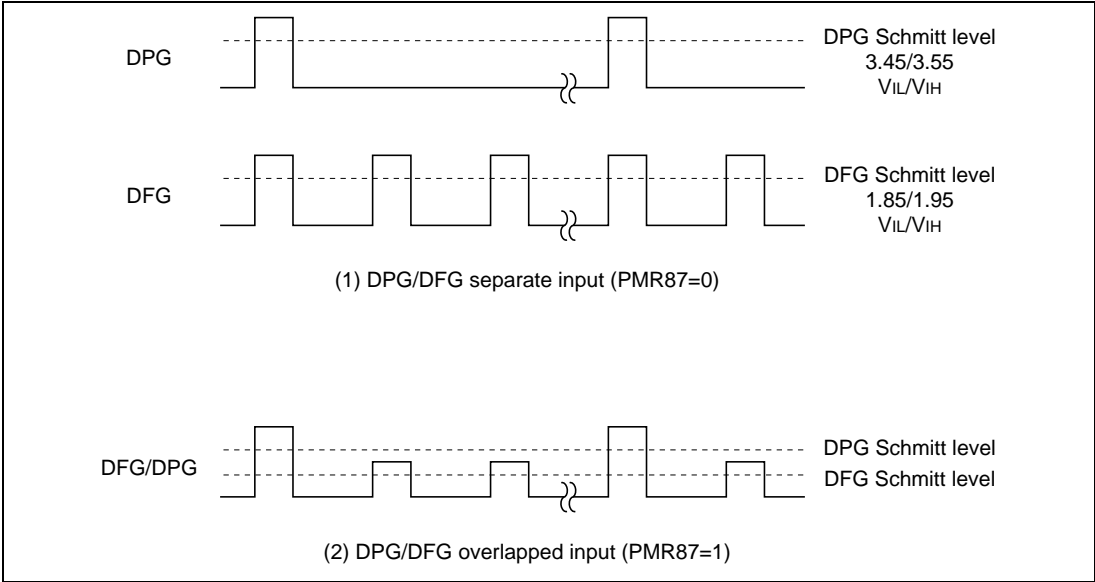 DPG
DPG Schmitt level
3.45/3.55
VIL/VIH
DFG
DFG Schmitt level
1.85/1.95
VIL/VIH
(1) DPG/DFG separate input (PMR87=0)
DFG/DPG
DPG Schmitt level
DFG Schmitt level
(2) DPG/DFG overlapped input (PMR87=1)